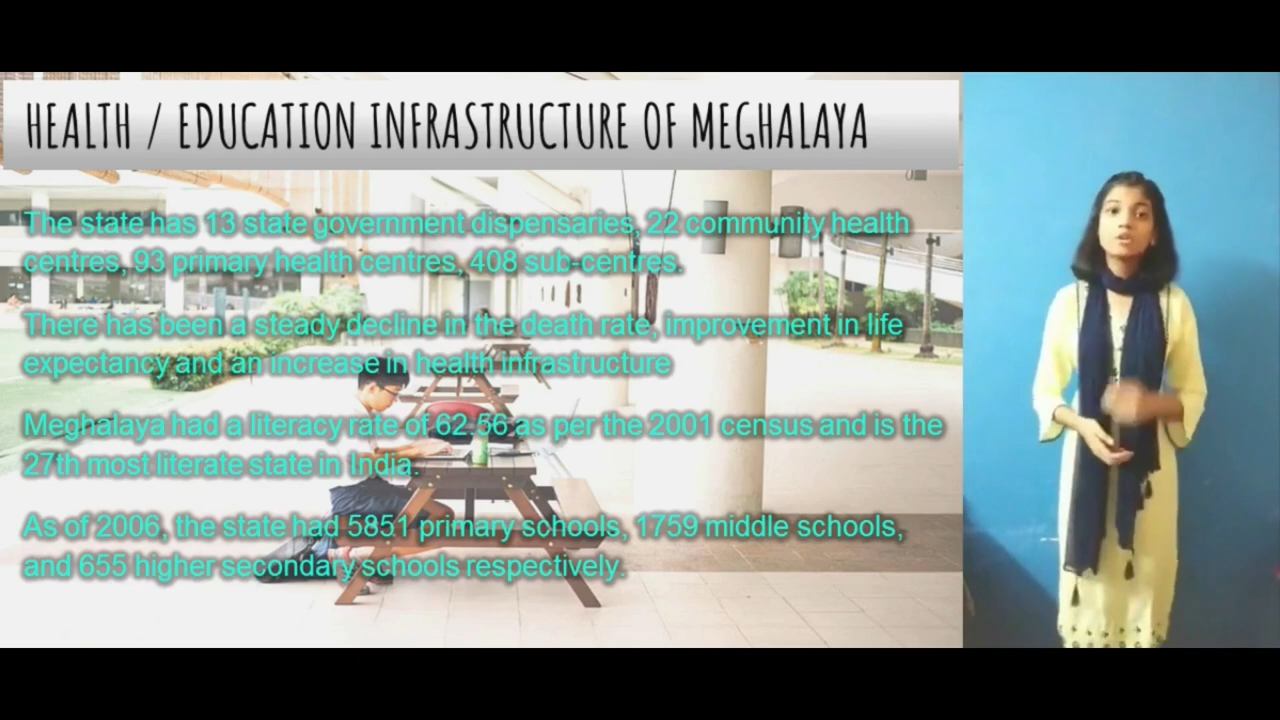 HEALTH / EDUCATION INFRASTRUCTURE OF MEGHALAYA
The state has 13 state government dispensaries, 22 community health
centres, 93 primary health centres, 408 sub-centres.
There has been a steady decline in the death rate, improvement in life
expectancy and an increase in health infrastructure
Meghalaya had a literacy rate of 62.56 as per the 2001 census and is the
27th most literate state in India.
As of 2006, the state had 5851 primary schools, 1759 middle schools,
and 655 higher secondary schools respectively.